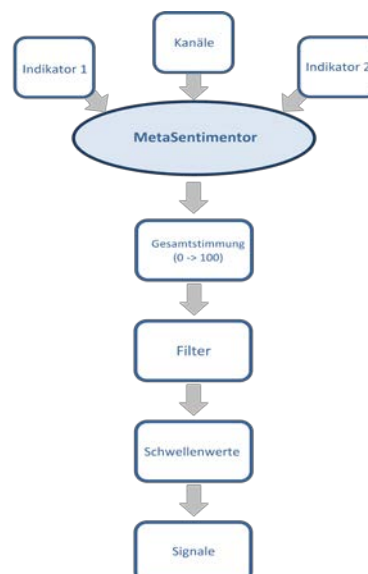 Kanäle
Indikator 1
Indikator 2
MetaSentimentor
Gesamtstimmung
(0 -> 100)
Filter
Schwellenwerte
Signale